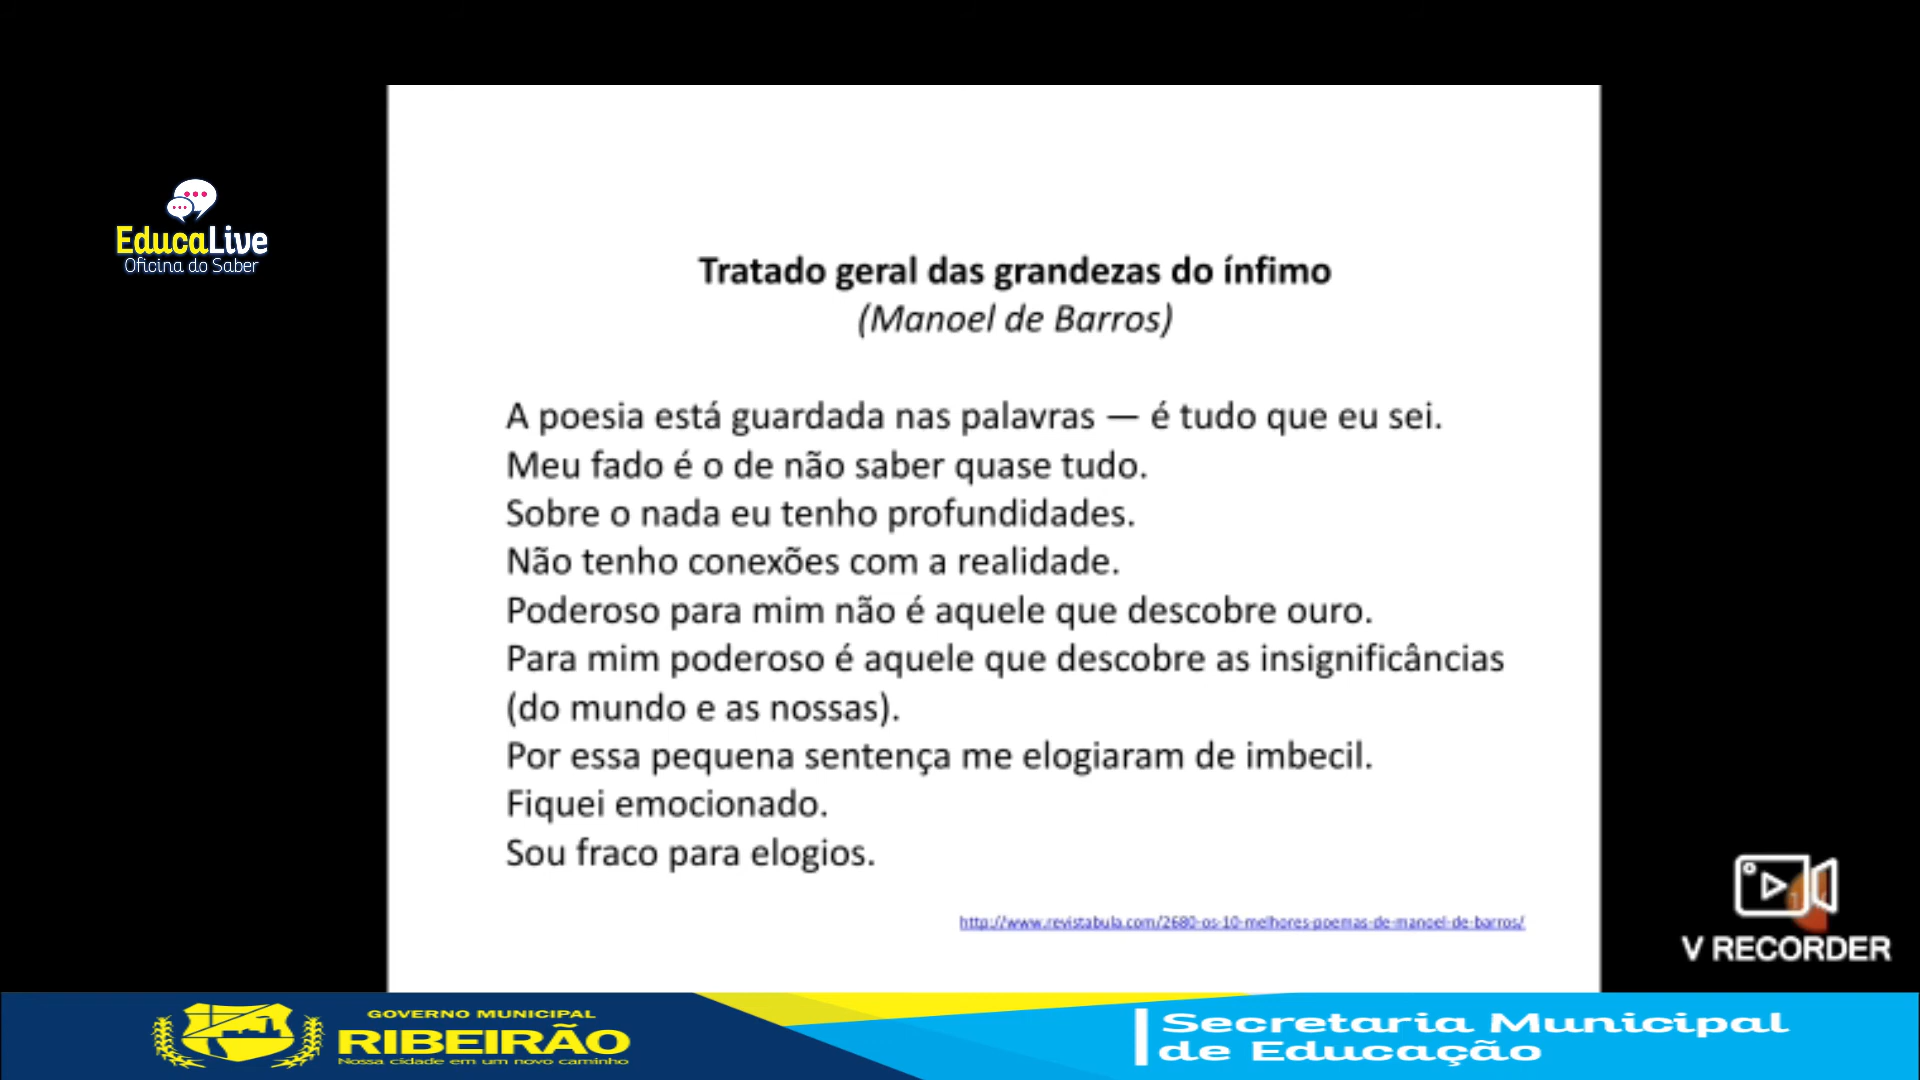 EducaLive
Oficina do Saber
Tratado geral das grandezas do ínfimo
(Manoel de Barros)
A poesia está guardada nas palavras — é tudo que eu sei.
Meu fado é o de não saber quase tudo.
Sobre o nada eu tenho profundidades.
Não tenho conexões com a realidade.
Poderoso para mim não é aquele que descobre ouro.
Para mim poderoso é aquele que descobre as insignificâncias
(do mundo e as nossas).
Por essa pequena sentença me elogiaram de imbecil.
Fiquei emocionado.
Sou fraco para elogios.
http://www.revistabula.com/2680-os-10-melhores-poemas-de-manoel-de-barros/
V RECORDER
GOVERNO MUNICIPAL
RIBEIRÃO
Nossa cidade em um novo caminho
Secretaria Municipal
de Educação